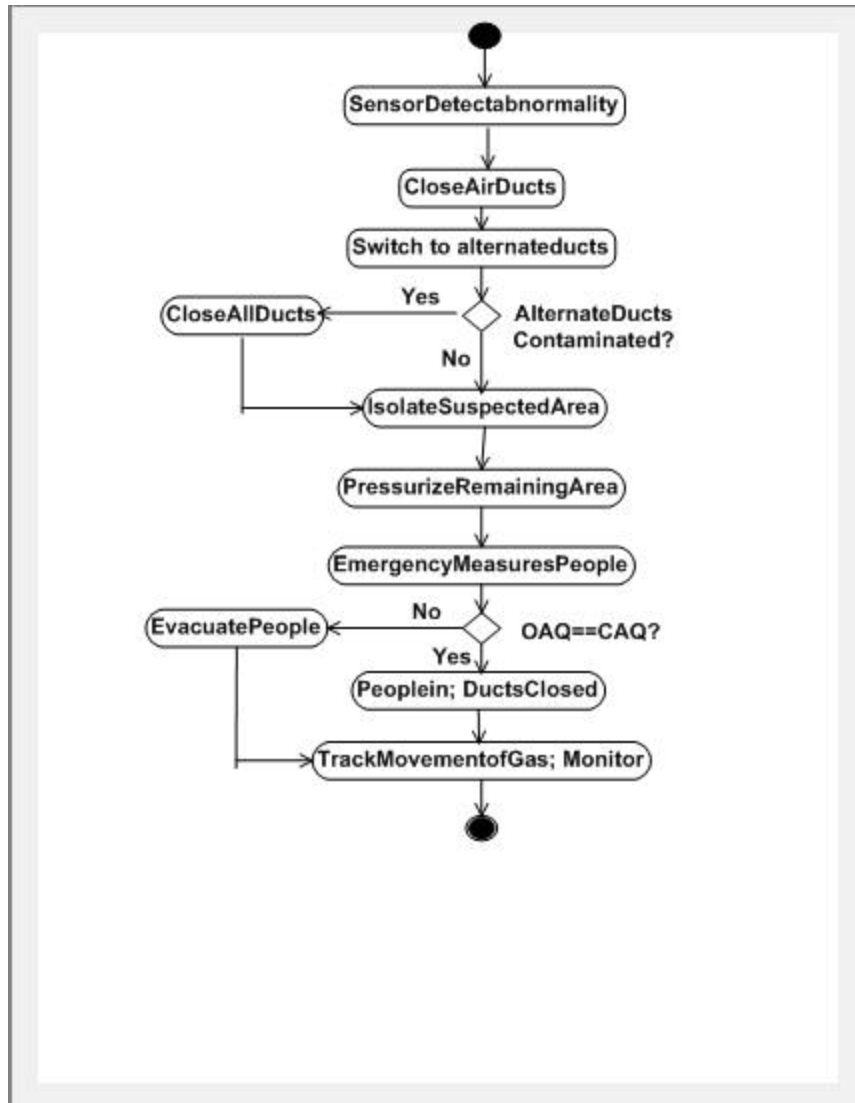 SensorDetectabnormality
CloseAirDucts
Switch to alternateducts
Yes
CloseAllDucts
AlternateDucts
Contaminated?
No
IsolateSuspectedArea
PressurizeRemainingArea
EmergencyMeasuresPeople
No
EvacuatePeople
OAQ==CAQ?
Yes
Peoplein; DuctsClosed
TrackMovementofGas; Monitor